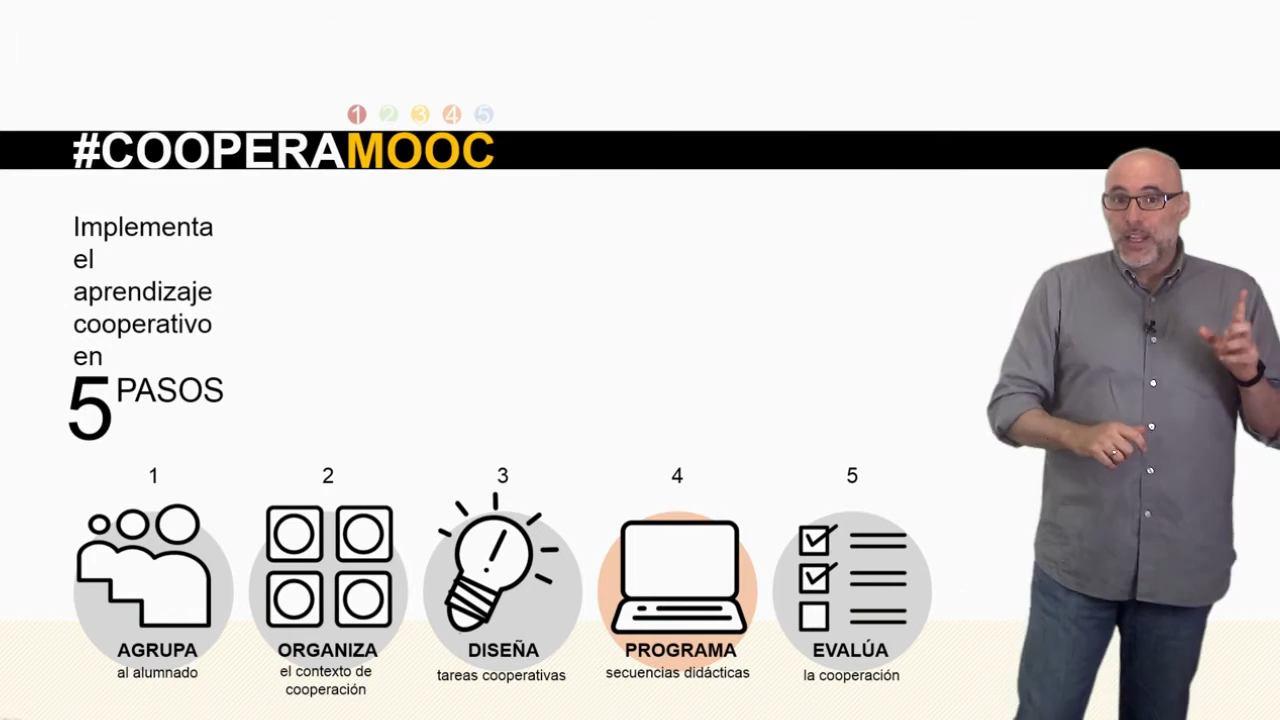 1 2 3 4 5
#COOPERAMOOC
Implementa
el
aprendizaje
cooperativo
en
5 PASOS
1
2
3
4
5
AGRUPA
al alumnado
ORGANIZA
el contexto de
cooperación
DISEÑA
tareas cooperativas
PROGRAMA
secuencias didácticas
EVALÚA
la cooperación